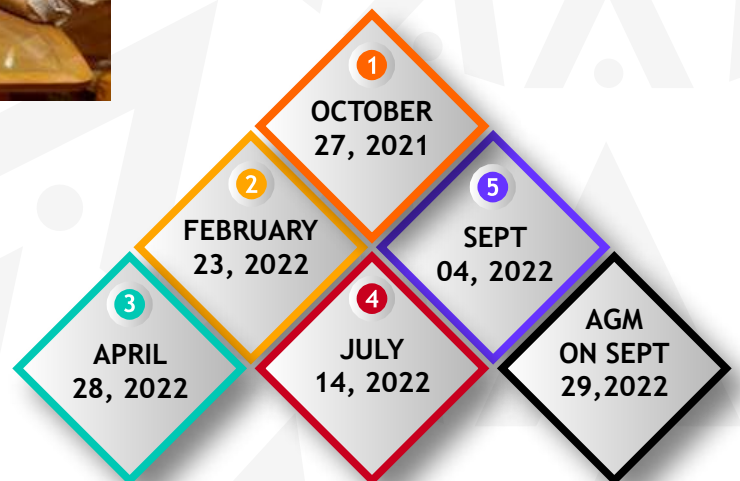 1
OCTOBER
27, 2021
2
FEBRUARY
23, 2022
3
APRIL
28, 2022
4
JULY
14, 2022
5
SEPT
04, 2022
AGM
ON SEPT
29,2022